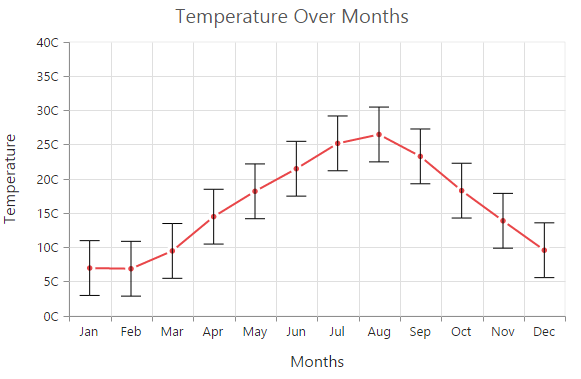 Temperature Over Months
Temperature
40C
35C
30C
25C
20C
15C
10C
5C
0C
Jan Feb Mar Apr May Jun Jul Aug Sep Oct Nov Dec
Months